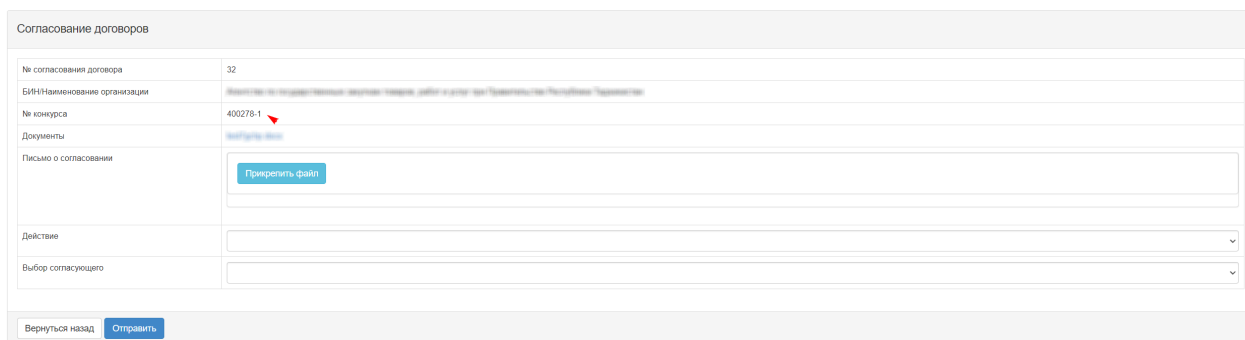 Согласование договоров
№ согласования договора 32
БИН/Наименование организации
№ конкурса 400278-1
Документы
Письмо о согласовании
Прикрепить файл
Действие
Выбор согласующего
Вернуться назад Отправить